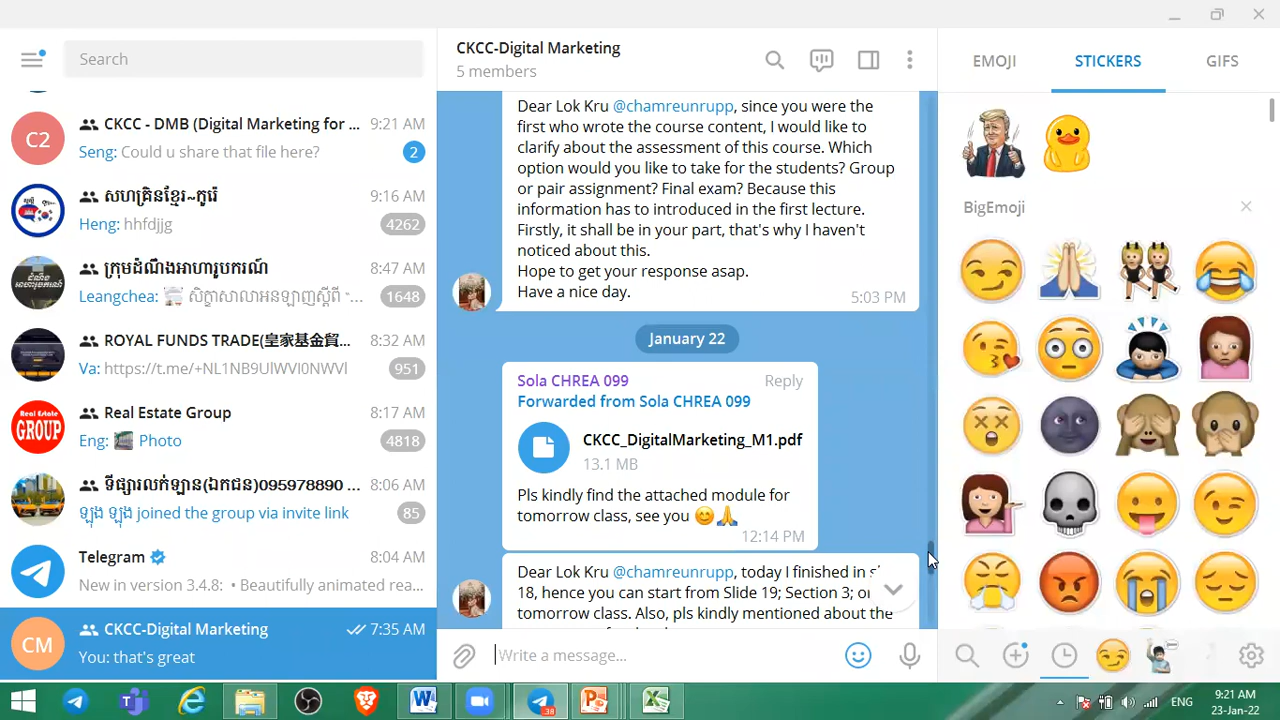 Search
C2
CKCC - DMB (Digital Marketing for ...
9:21 AM
Seng: Could u share that file here?
2
សហគ្រិនខ្មែរ~កូរ៉េ
9:16 AM
Heng: hhfdjjg
4262
ក្រុមដំណឹងអាហារូបករណ៍
8:47 AM
Leangchea: សិក្ខាសាលាអនឡាញស្តីពី "...
1648
ROYAL FUNDS TRADE(皇家基金貿...
8:32 AM
Va: https://t.me/+NL1NB9UlWVI0NWVl
951
Real Estate GROUP
Real Estate Group
8:17 AM
Eng: Photo
4818
ទីផ្សារលក់ឡាន(ឯកជន)095978890 ...
8:06 AM
ឡុង ឡុង joined the group via invite link
85
Telegram
8:04 AM
New in version 3.4.8: • Beautifully animated rea...
CM
CKCC-Digital Marketing
7:35 AM
You: that's great
CKCC-Digital Marketing
5 members
Dear Lok Kru @chamreunrupp, since you were the
first who wrote the course content, I would like to
clarify about the assessment of this course. Which
option would you like to take for the students? Group
or pair assignment? Final exam? Because this
information has to introduced in the first lecture.
Firstly, it shall be in your part, that's why I haven't
noticed about this.
Hope to get your response asap.
Have a nice day.
5:03 PM
January 22
Sola CHREA 099
Reply
Forwarded from Sola CHREA 099
CKCC_DigitalMarketing_M1.pdf
13.1 MB
Pls kindly find the attached module for
tomorrow class, see you 😊🙏
12:14 PM
Dear Lok Kru @chamreunrupp, today I finished in
18, hence you can start from Slide 19; Section 3;
tomorrow class. Also, pls kindly mentioned about the
Write a message...
EMOJI
STICKERS
GIFS
BigEmoji
38
ENG
9:21 AM
23-Jan-22